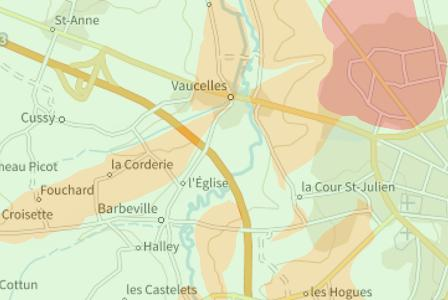 St-Anne
3
Vaucelles
Cussy
neau Picot
la Corderie
Fouchard
l'Église
la Cour St-Julien
Croisette
Barbeville
Halley
Cottun
les Castelets
les Hogues